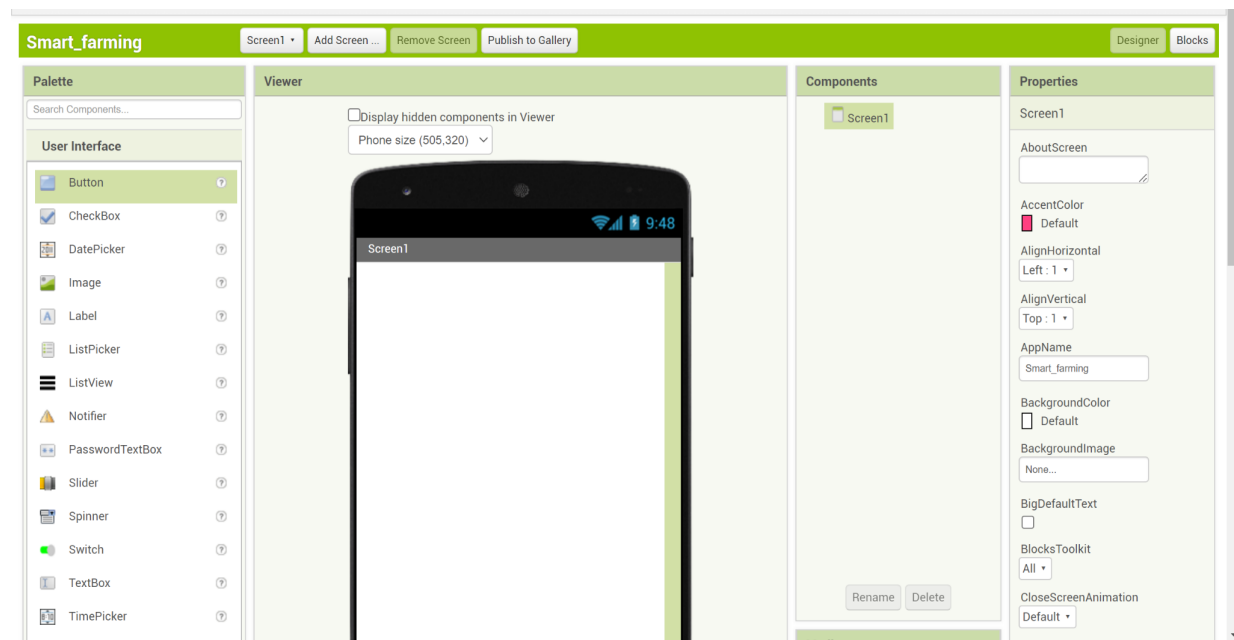 Smart_farming
Screen1
Add Screen ...
Remove Screen
Publish to Gallery
Designer
Blocks
Palette
Search Components...
User Interface
Button
CheckBox
DatePicker
Image
Label
ListPicker
ListView
Notifier
PasswordTextBox
Slider
Spinner
Switch
TextBox
TimePicker
Viewer
Display hidden components in Viewer
Phone size (505,320)
9:48
Screen1
Components
Screen1
Rename
Delete
Properties
Screen1
AboutScreen
AccentColor
Default
AlignHorizontal
Left : 1
AlignVertical
Top : 1
AppName
Smart_farming
BackgroundColor
Default
BackgroundImage
None...
BigDefaultText
BlocksToolkit
All
CloseScreenAnimation
Default